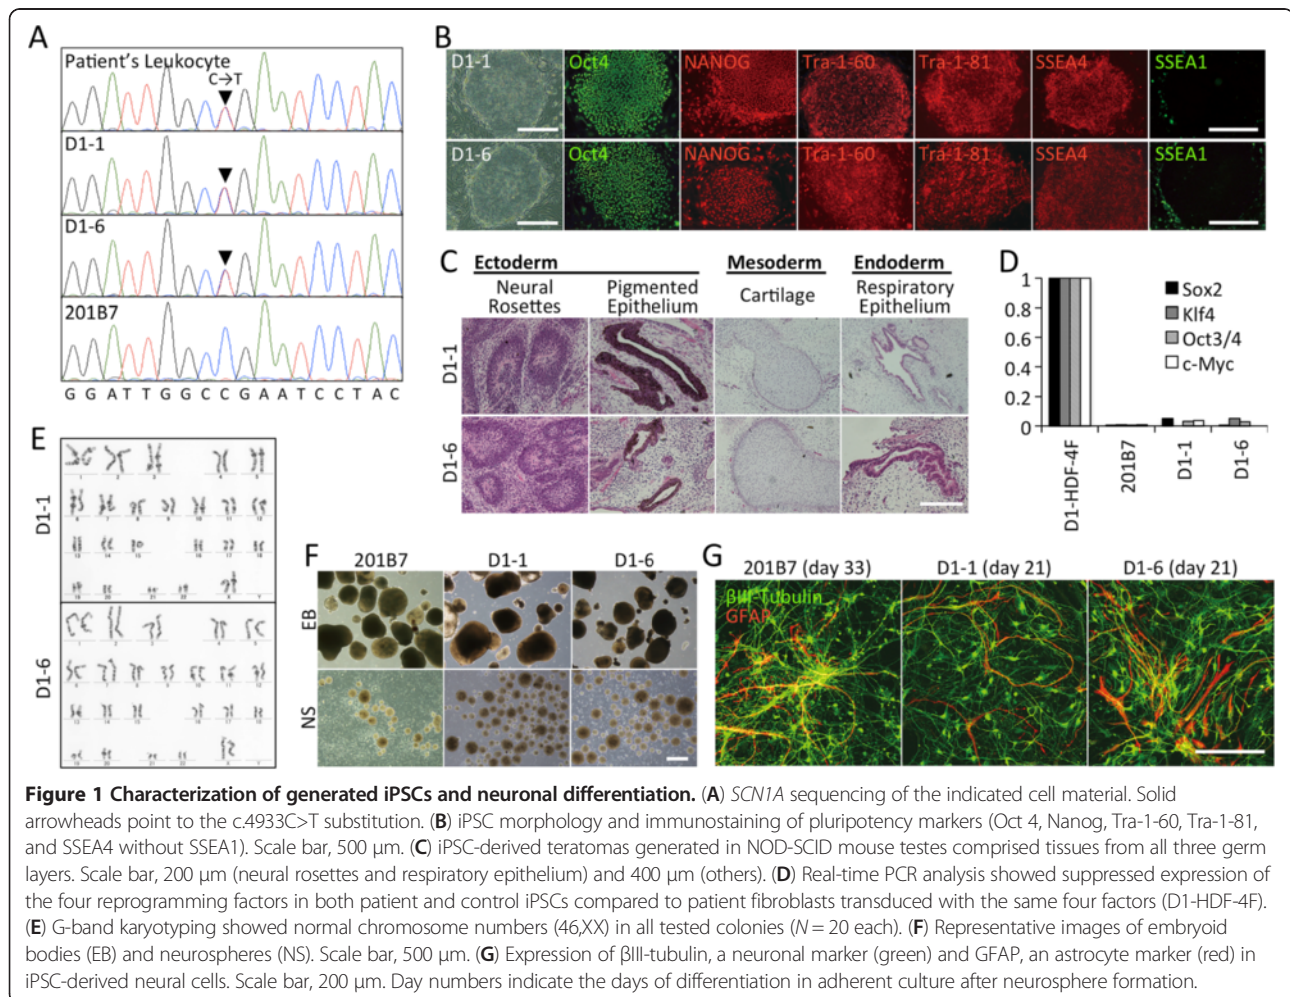 A
Patient's Leukocyte
C→T
D1-1
D1-6
201B7
G G A T T G G C C G A A T C C T A C
B
D1-1 Oct4 NANOG Tra-1-60 Tra-1-81 SSEA4 SSEA1
D1-6 Oct4 NANOG Tra-1-60 Tra-1-81 SSEA4 SSEA1
C
Ectoderm Mesoderm Endoderm
Neural Rosettes Pigmented Epithelium Cartilage Respiratory Epithelium
D1-1
D1-6
D
1
0.8
0.6
0.4
0.2
0
Sox2
Klf4
Oct3/4
c-Myc
D1-HDF-4F 201B7 D1-1 D1-6
E
D1-1
D1-6
F
201B7 D1-1 D1-6
EB
NS
G
201B7 (day 33) D1-1 (day 21) D1-6 (day 21)
βIII-Tubulin
GFAP
Figure 1 Characterization of generated iPSCs and neuronal differentiation. (A) SCN1A sequencing of the indicated cell material. Solid
arrowheads point to the c.4933C>T substitution. (B) iPSC morphology and immunostaining of pluripotency markers (Oct 4, Nanog, Tra-1-60, Tra-1-81,
and SSEA4 without SSEA1). Scale bar, 500 μm. (C) iPSC-derived teratomas generated in NOD-SCID mouse testes comprised tissues from all three germ
layers. Scale bar, 200 μm (neural rosettes and respiratory epithelium) and 400 μm (others). (D) Real-time PCR analysis showed suppressed expression of
the four reprogramming factors in both patient and control iPSCs compared to patient fibroblasts transduced with the same four factors (D1-HDF-4F).
(E) G-band karyotyping showed normal chromosome numbers (46,XX) in all tested colonies (N = 20 each). (F) Representative images of embryoid
bodies (EB) and neurospheres (NS). Scale bar, 500 μm. (G) Expression of βIII-tubulin, a neuronal marker (green) and GFAP, an astrocyte marker (red) in
iPSC-derived neural cells. Scale bar, 200 μm. Day numbers indicate the days of differentiation in adherent culture after neurosphere formation.